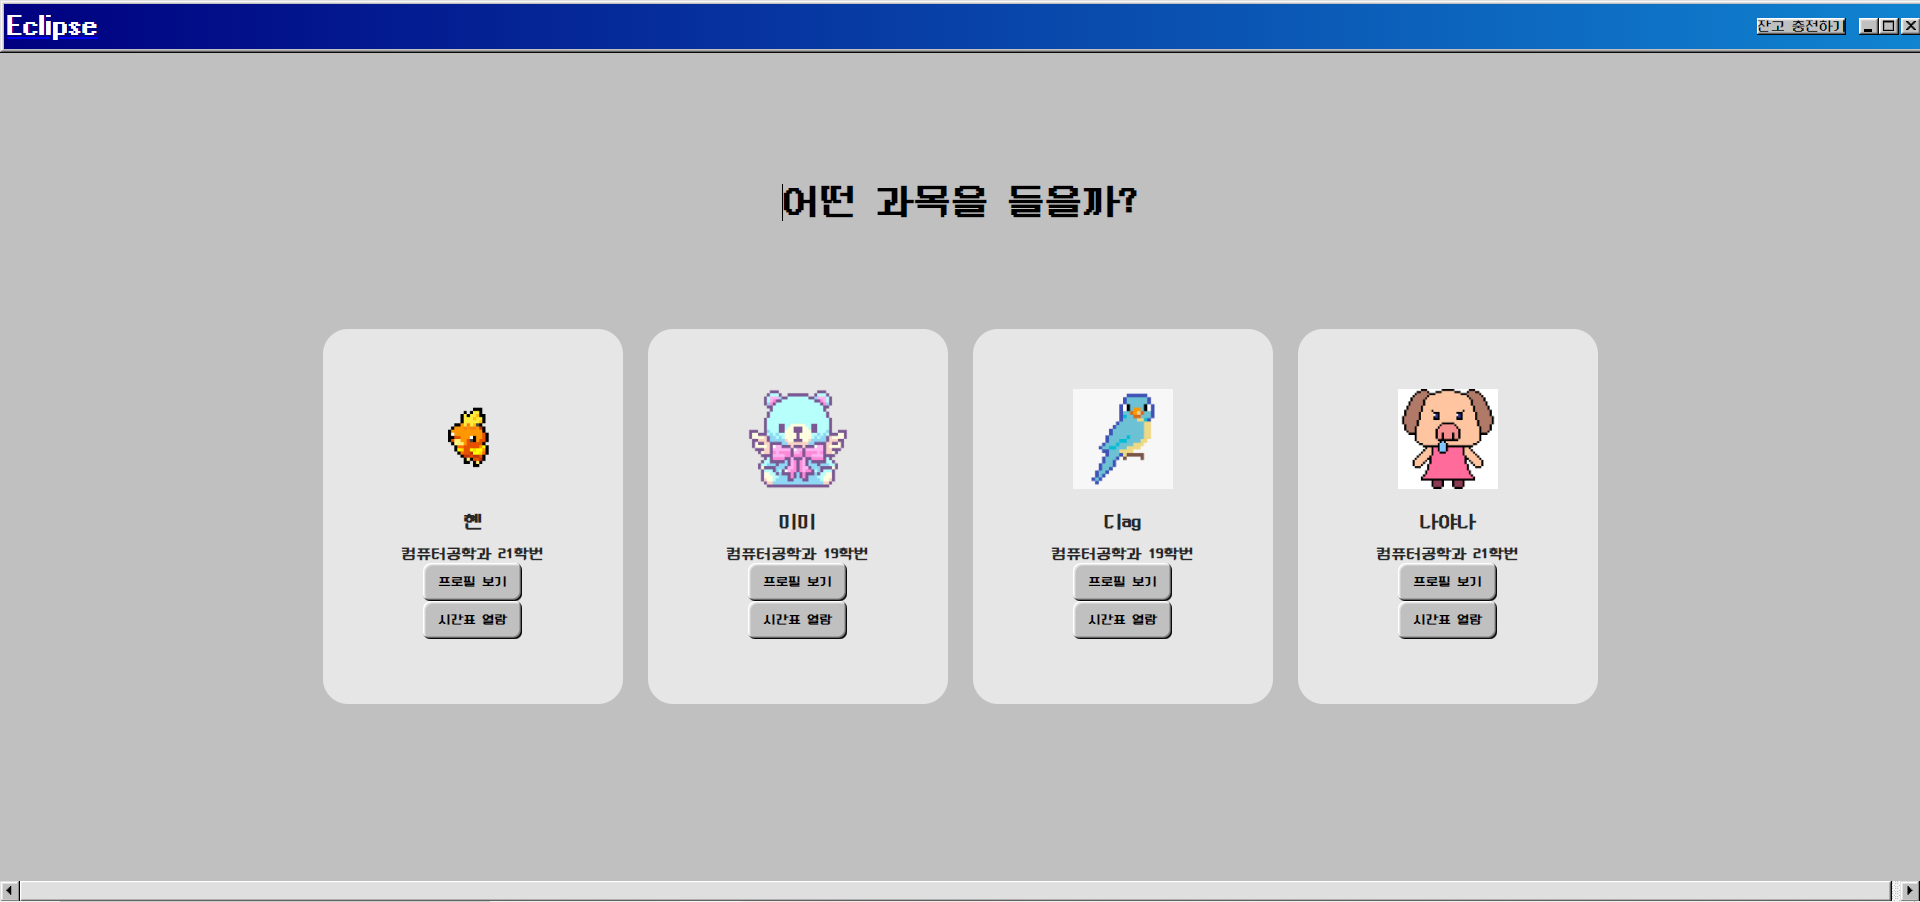 Eclipse
잔고 충전하기
어떤 과목을 들을까?
헨
컴퓨터공학과 21학번
프로필 보기
시간표 열람
미미
컴퓨터공학과 19학번
프로필 보기
시간표 열람
디ag
컴퓨터공학과 19학번
프로필 보기
시간표 열람
나야나
컴퓨터공학과 21학번
프로필 보기
시간표 열람